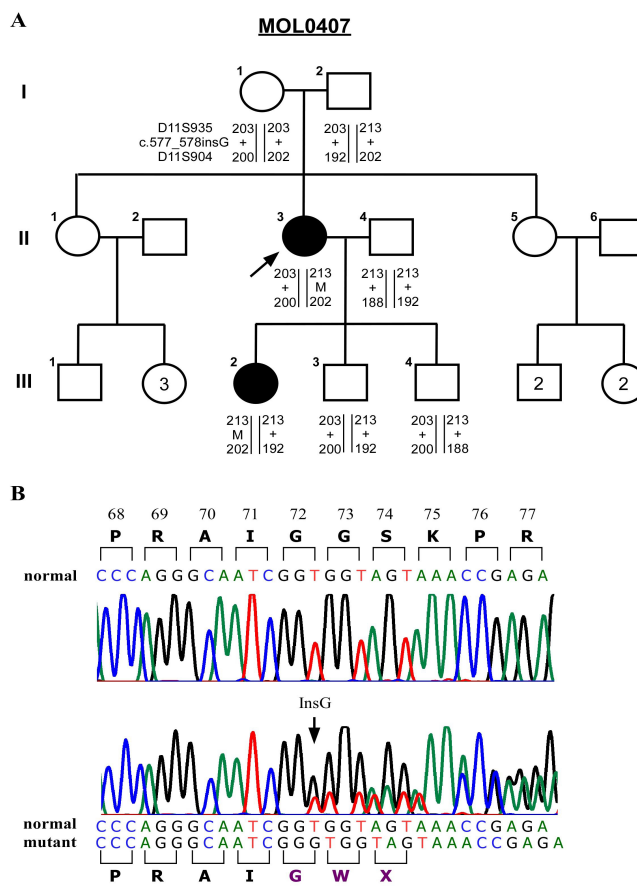 A
MOL0407
I
1 2
D11S935 203 203 203 213
c.577_578insG + + + +
D11S904 200 202 192 202
II
1 2 3 4 5 6
203 213 213 213
+ M + +
200 202 188 192
III
1 3 2 3 4 2 2
213 213 203 213 203 213
M + + + + +
202 192 200 192 200 188
B
68 69 70 71 72 73 74 75 76 77
P R A I G G S K P R
normal CCCAGGGCAATCGGTGGTAGTAAACCGAGA
InsG
normal CCCAGGGCAATCGGTGGTAGTAAACCGAGA
mutant CCCAGGGCAATCGGGTGGTAGTAAACCGAGA
P R A I G W X